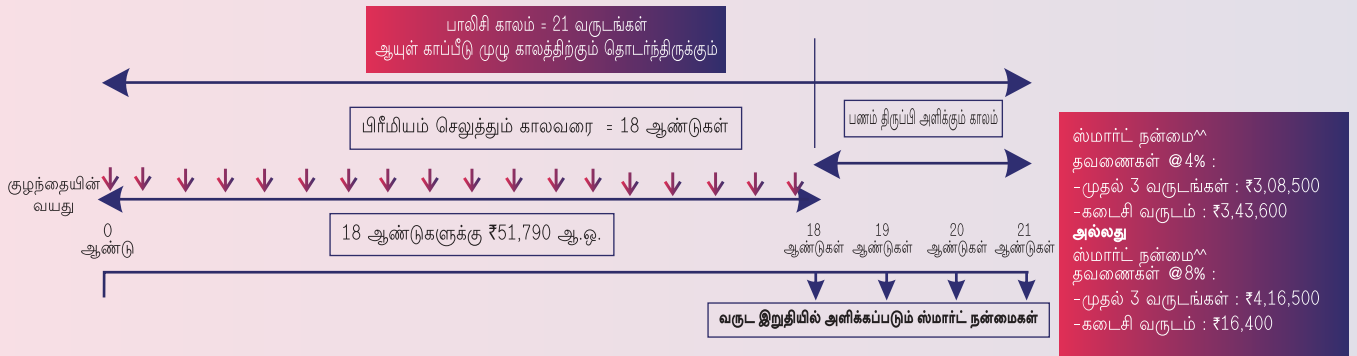 பாலிசி காலம் = 21 வருடங்கள்
ஆயுள் காப்பீடு முழு காலத்திற்கும் தொடர்ந்திருக்கும்
பிரீமியம் செலுத்தும் காலவரை = 18 ஆண்டுகள்
பணம் திருப்பி அளிக்கும் காலம்
குழந்தையின்
வயது
18 ஆண்டுகளுக்கு ₹51,790 ஆ.ஒ.
0
ஆண்டு
18
ஆண்டுகள்
19
ஆண்டுகள்
20
ஆண்டுகள்
21
ஆண்டுகள்
வருட இறுதியில் அளிக்கப்படும் ஸ்மார்ட் நன்மைகள்
ஸ்மார்ட் நன்மை^^
தவணைகள் @4% :
-முதல் 3 வருடங்கள் : ₹3,08,500
-கடைசி வருடம் : ₹3,43,600
அல்லது
ஸ்மார்ட் நன்மை^^
தவணைகள் @8% :
-முதல் 3 வருடங்கள் : ₹4,16,500
-கடைசி வருடம் : ₹16,400